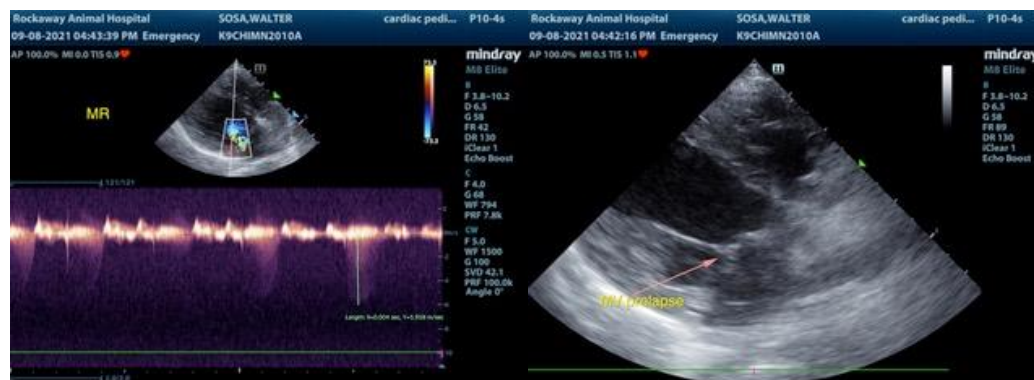 Rockaway Animal Hospital SOSA,WALTER cardiac pedi... P10-4s
09-08-2021 04:43:39 PM Emergency K9CHIMN2010A
AP 100.0% MI 0.0 TIS 0.9
mindray
M8 Elite
B
F 3.8-10.2
D 6.5
G 58
FR 42
DR 130
iClear 1
Echo Boost
C
F 4.0
G 68
WF 794
PRF 7.8k
CW
F 5.0
WF 1500
G 100
SVD 42.1
PRF 100.0k
Angle 0°
MR
121/121
Rockaway Animal Hospital SOSA,WALTER cardiac pedi... P10-4s
09-08-2021 04:42:16 PM Emergency K9CHIMN2010A
AP 100.0% MI 0.5 TIS 1.1
mindray
M8 Elite
B
F 3.8-10.2
D 6.5
G 58
FR 89
DR 130
iClear 1
Echo Boost
prolapse